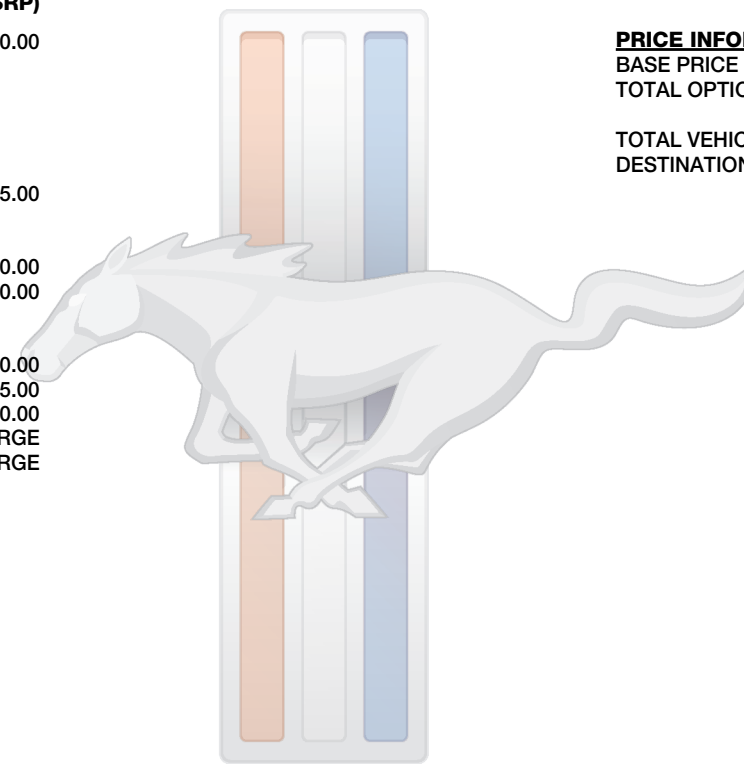 SRP)
0.00
5.00
0.00
0.00
0.00
5.00
0.00
RGE
RGE
PRICE INFO
BASE PRICE
TOTAL OPTIO
TOTAL VEHIC
DESTINATION